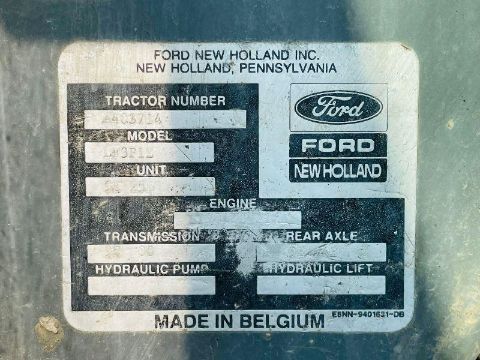 FORD NEW HOLLAND INC.
NEW HOLLAND, PENNSYLVANIA
TRACTOR NUMBER
MODEL
UNIT
Ford
FORD
NEW HOLLAND
ENGINE
TRANSMISSION
REAR AXLE
HYDRAULIC PUMP
HYDRAULIC LIFT
E8NN-9401631-DB
MADE IN BELGIUM